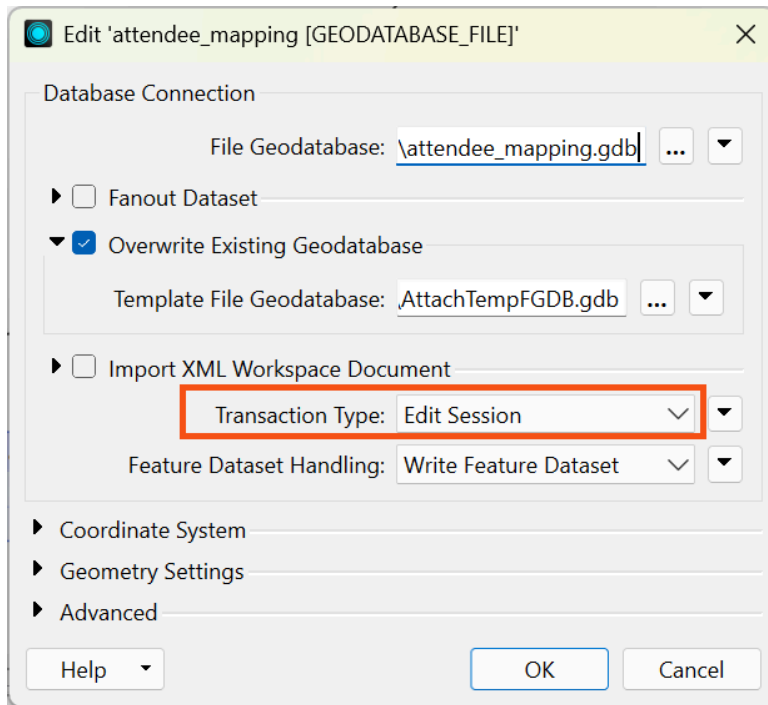 Edit 'attendee_mapping [GEODATABASE_FILE]'
Database Connection
File Geodatabase: \attendee_mapping.gdb ...
Fanout Dataset
Overwrite Existing Geodatabase
Template File Geodatabase: \AttachTempFGDB.gdb ...
Import XML Workspace Document
Transaction Type: Edit Session
Feature Dataset Handling: Write Feature Dataset
Coordinate System
Geometry Settings
Advanced
Help OK Cancel